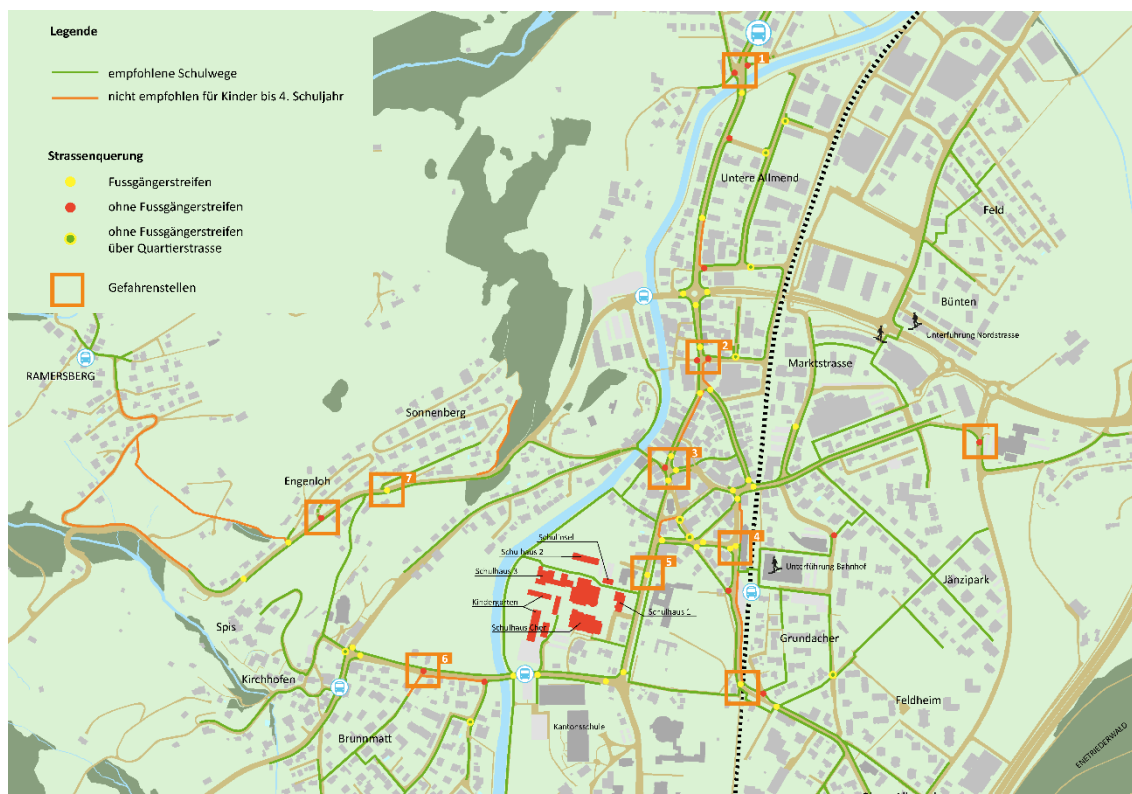 Legende
empfohlene Schulwege
nicht empfohlen für Kinder bis 4. Schuljahr
Strassenquerung
Fussgängerstreifen
ohne Fussgängerstreifen
ohne Fussgängerstreifen
über Quartierstrasse
Gefahrenstellen
1
Untere Allmend
Feld
Bünten
Unterführung Nordstrasse
2
Marktstrasse
RAMERSBERG
Sonnenberg
3
Engenloh
7
4
Schulinsel
Schulhaus 2
5
Unterführung Bahnhof
Schulhaus 3
Jänzipark
Kindergarten
Schulhaus 1
Schulhaus Cher
Spis
Grundacher
6
Kirchhofen
Feldheim
Kantonsschule
Brunnmatt
ENETRIEDERWALD